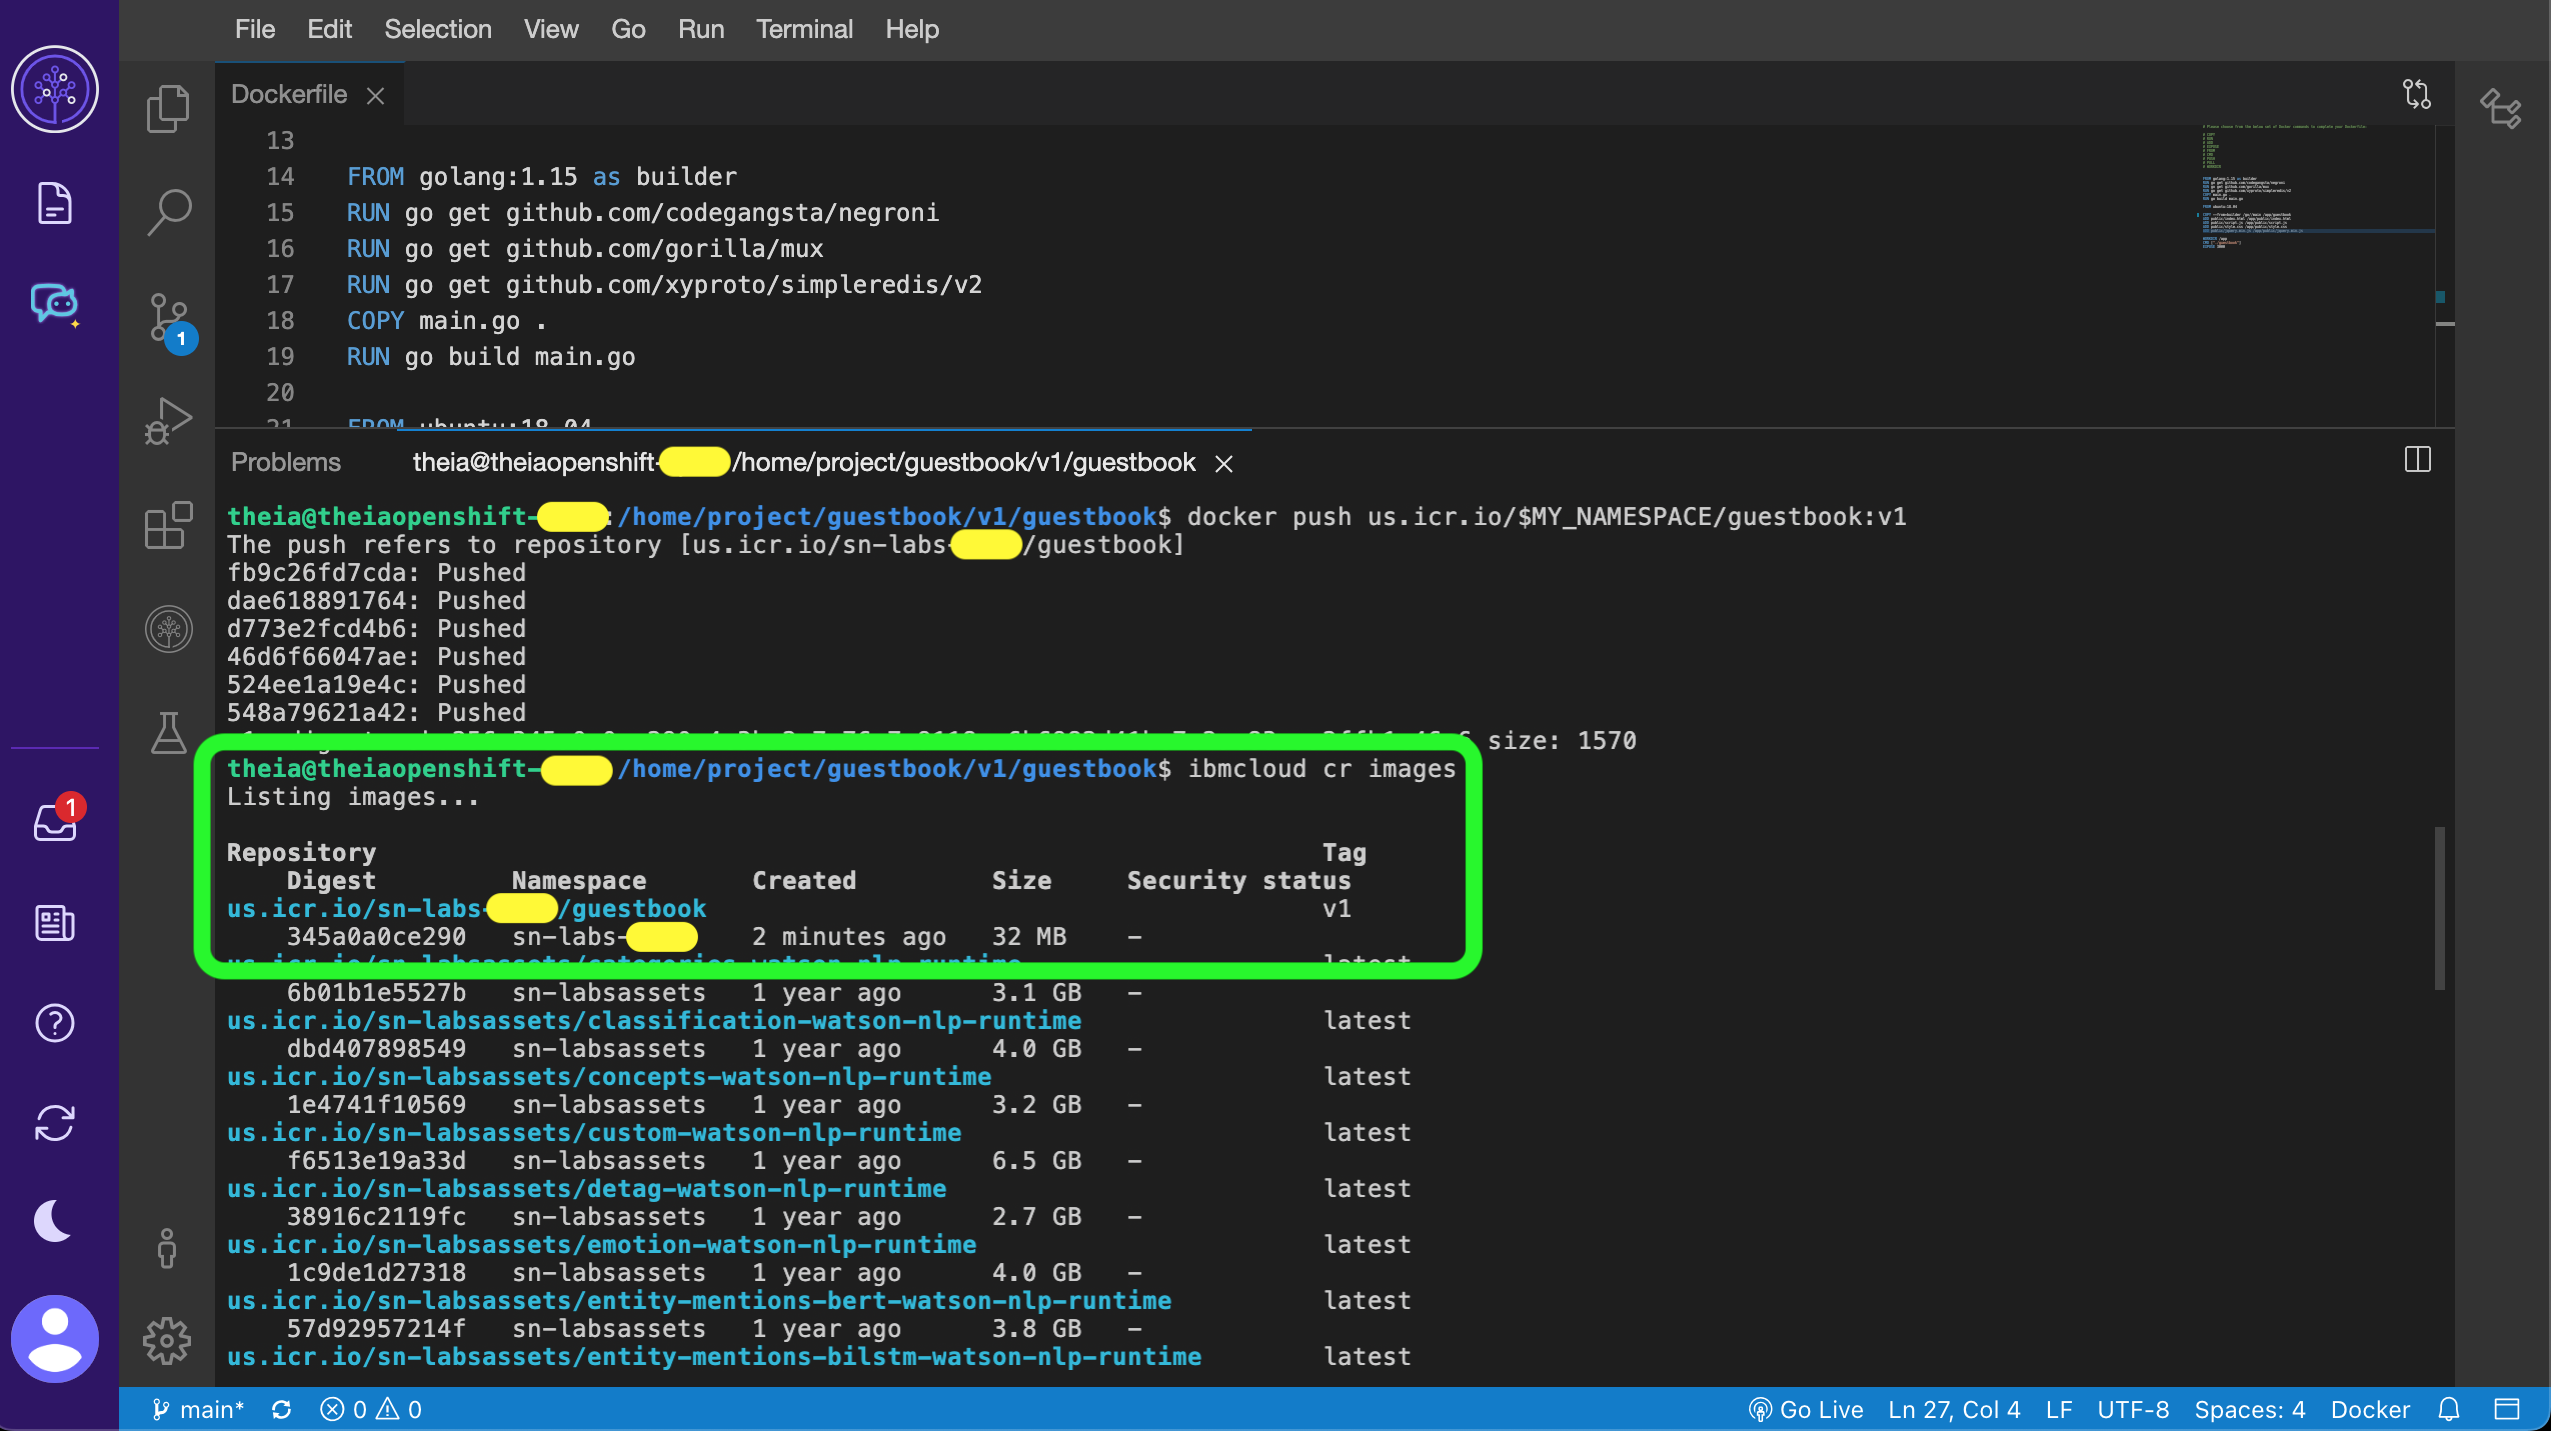 File Edit Selection View Go Run Terminal Help
Dockerfile
13
14 FROM golang:1.15 as builder
15 RUN go get github.com/codegangsta/negroni
16 RUN go get github.com/gorilla/mux
17 RUN go get github.com/xyproto/simpleredis/v2
18 COPY main.go .
19 RUN go build main.go
20
21 FROM ubuntu:18.04
1
Problems theia@theiaopenshift- /home/project/guestbook/v1/guestbook
theia@theiaopenshift- :/home/project/guestbook/v1/guestbook$ docker push us.icr.io/$MY_NAMESPACE/guestbook:v1
The push refers to repository [us.icr.io/sn-labs- /guestbook]
fb9c26fd7cda: Pushed
dae618891764: Pushed
d773e2fcd4b6: Pushed
46d6f66047ae: Pushed
524ee1a19e4c: Pushed
548a79621a42: Pushed
size: 1570
theia@theiaopenshift- /home/project/guestbook/v1/guestbook$ ibmcloud cr images
Listing images...
Repository Tag
Digest Namespace Created Size Security status
us.icr.io/sn-labs- /guestbook v1
345a0a0ce290 sn-labs- 2 minutes ago 32 MB –
us.icr.io/sn-labsassets/categories-watson-nlp-runtime latest
6b01b1e5527b sn-labsassets 1 year ago 3.1 GB –
us.icr.io/sn-labsassets/classification-watson-nlp-runtime latest
dbd407898549 sn-labsassets 1 year ago 4.0 GB –
us.icr.io/sn-labsassets/concepts-watson-nlp-runtime latest
1e4741f10569 sn-labsassets 1 year ago 3.2 GB –
us.icr.io/sn-labsassets/custom-watson-nlp-runtime latest
f6513e19a33d sn-labsassets 1 year ago 6.5 GB –
us.icr.io/sn-labsassets/detag-watson-nlp-runtime latest
38916c2119fc sn-labsassets 1 year ago 2.7 GB –
us.icr.io/sn-labsassets/emotion-watson-nlp-runtime latest
1c9de1d27318 sn-labsassets 1 year ago 4.0 GB –
us.icr.io/sn-labsassets/entity-mentions-bert-watson-nlp-runtime latest
57d92957214f sn-labsassets 1 year ago 3.8 GB –
us.icr.io/sn-labsassets/entity-mentions-bilstm-watson-nlp-runtime latest
1
main* 0 0 Go Live Ln 27, Col 4 LF UTF-8 Spaces: 4 Docker